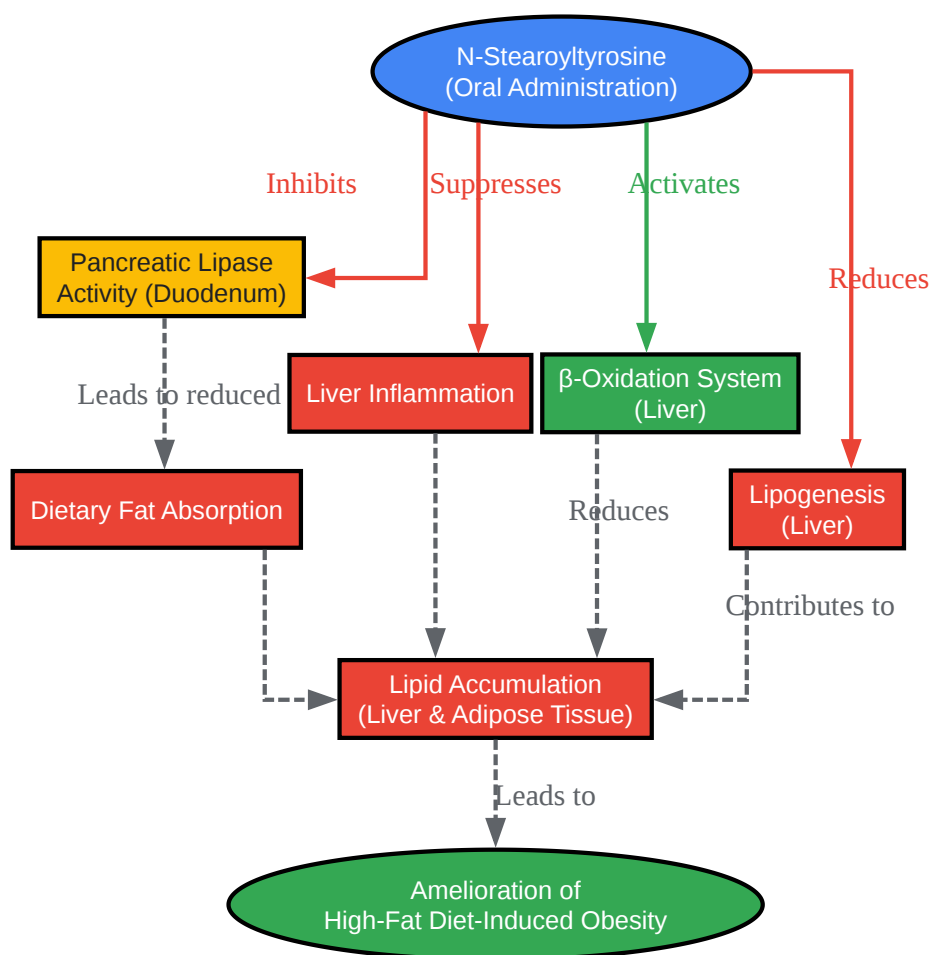 N-Stearoyltyrosine
(Oral Administration)
Inhibits
Suppresses
Activates
Reduces
Pancreatic Lipase
Activity (Duodenum)
Leads to reduced
Liver Inflammation
β-Oxidation System
(Liver)
Dietary Fat Absorption
Reduces
Lipogenesis
(Liver)
Contributes to
Lipid Accumulation
(Liver & Adipose Tissue)
Leads to
Amelioration of
High-Fat Diet-Induced Obesity